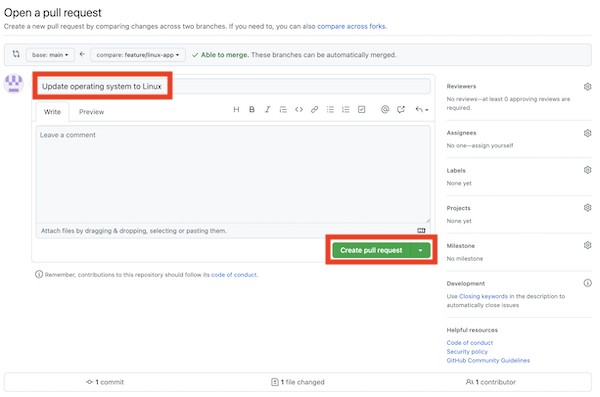 Open a pull request
Create a new pull request by comparing changes across two branches. If you need to, you can also compare across forks.
base: main
compare: feature/linux-app
Able to merge. These branches can be automatically merged.
Update operating system to Linux
Write
Preview
H B I
Leave a comment
Attach files by dragging & dropping, selecting or pasting them.
Create pull request
Remember, contributions to this repository should follow its code of conduct.
Reviewers
No reviews—at least 0 approving reviews are
required.
Assignees
No one—assign yourself
Labels
None yet
Projects
None yet
Milestone
No milestone
Development
Use Closing keywords in the description to
automatically close issues
Helpful resources
Code of conduct
Security policy
GitHub Community Guidelines
1 commit
1 file changed
1 contributor